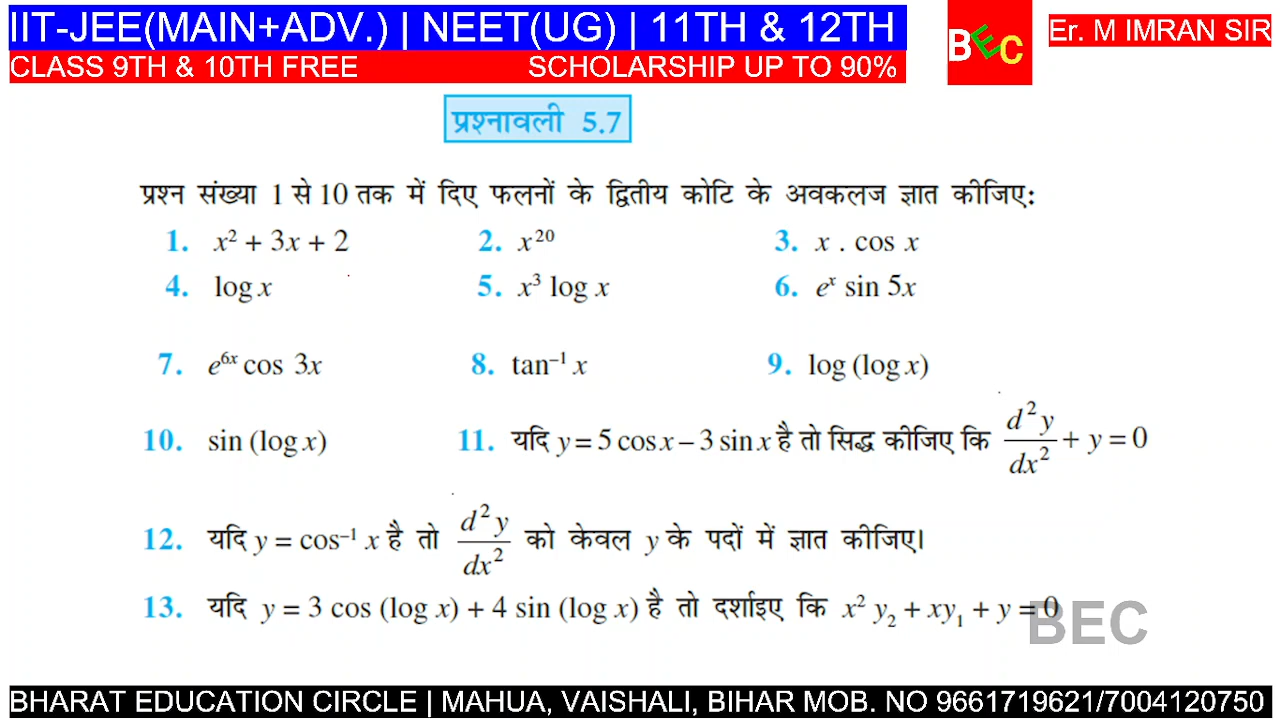 IIT-JEE(MAIN+ADV.) | NEET(UG) | 11TH & 12TH
BEC
Er. M IMRAN SIR
CLASS 9TH & 10TH FREE SCHOLARSHIP UP TO 90%
प्रश्नावली 5.7
प्रश्न संख्या 1 से 10 तक में दिए फलनों के द्वितीय कोटि के अवकलज ज्ञात कीजिए:
1. x² + 3x + 2 2. x²⁰ 3. x . cos x
4. log x 5. x³ log x 6. eˣ sin 5x
7. e⁶ˣ cos 3x 8. tan⁻¹ x 9. log (log x)
10. sin (log x) 11. यदि y = 5 cos x – 3 sin x है तो सिद्ध कीजिए कि d²y/dx² + y = 0
12. यदि y = cos⁻¹ x है तो d²y/dx² को केवल y के पदों में ज्ञात कीजिए।
13. यदि y = 3 cos (log x) + 4 sin (log x) है तो दर्शाइए कि x² y₂ + xy₁ + y = 0
BEC
BHARAT EDUCATION CIRCLE | MAHUA, VAISHALI, BIHAR MOB. NO 9661719621/7004120750